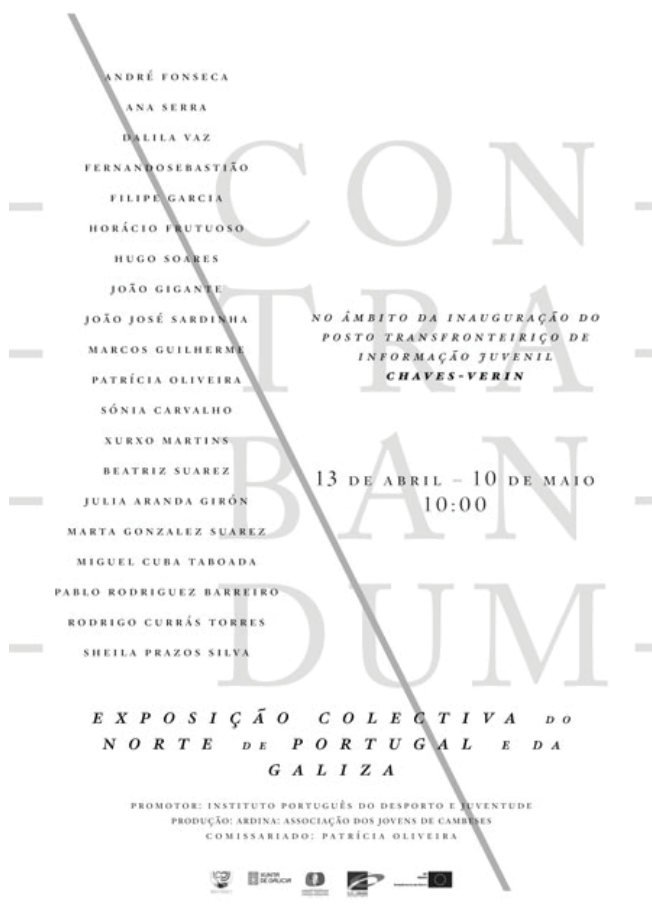 ANDRÉ FONSECA
ANA SERRA
DALILA VAZ
FERNANDOSEBASTIÃO
FILIPE GARCIA
HORÁCIO FRUTUOSO
HUGO SOARES
JOÃO GIGANTE
JOÃO JOSÉ SARDINHA
MARCOS GUILHERME
PATRÍCIA OLIVEIRA
SÓNIA CARVALHO
XURXO MARTINS
BEATRIZ SUAREZ
JULIA ARANDA GIRÓN
MARTA GONZALEZ SUAREZ
MIGUEL CUBA TABOADA
PABLO RODRIGUEZ BARREIRO
RODRIGO CURRÁS TORRES
SHEILA PRAZOS SILVA
CON
TRA
BAN
DUM
NO ÂMBITO DA INAUGURAÇÃO DO
POSTO TRANSFRONTEIRIÇO DE
INFORMAÇÃO JUVENIL
CHAVES-VERIN
13 DE ABRIL – 10 DE MAIO
10:00
EXPOSIÇÃO COLECTIVA DO
NORTE DE PORTUGAL E DA
GALIZA
PROMOTOR: INSTITUTO PORTUGUÊS DO DESPORTO E JUVENTUDE
PRODUÇÃO: ARDINA: ASSOCIAÇÃO DOS JOVENS DE CAMBESES
COMISSARIADO: PATRÍCIA OLIVEIRA
XUNTA
DE GALICIA